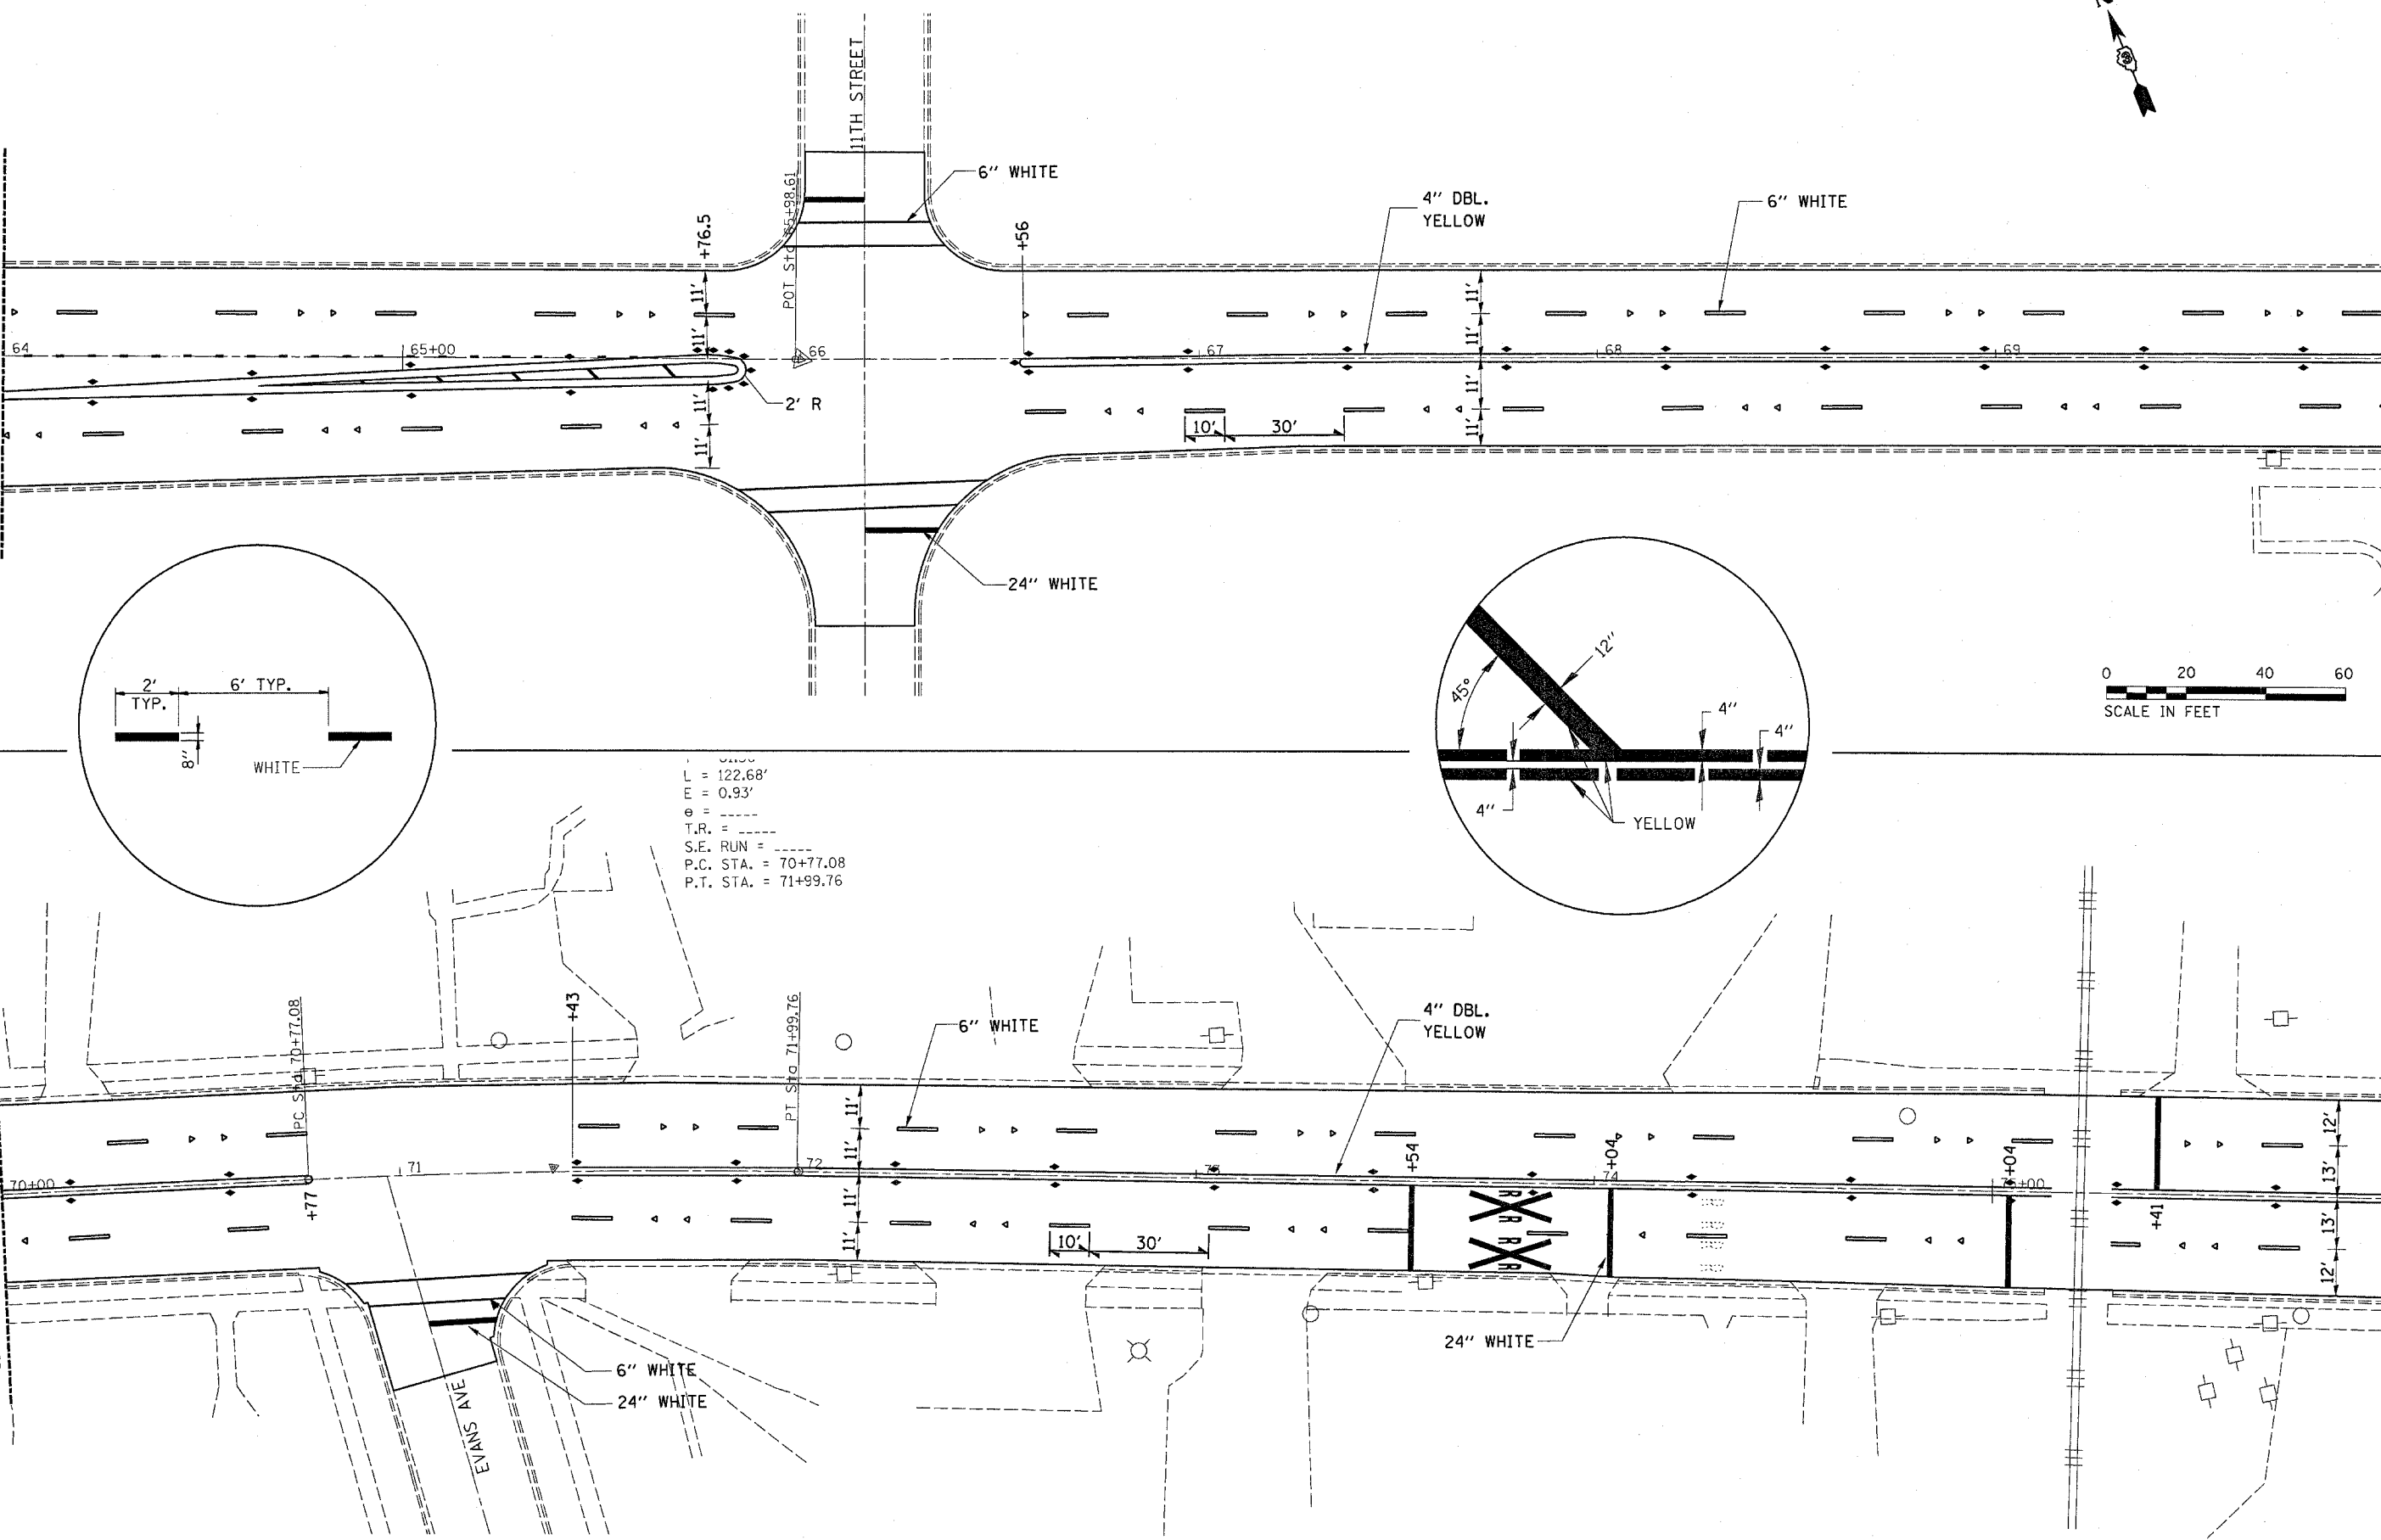 11TH STREET
6" WHITE
4" DBL.
YELLOW
6" WHITE
+76.5
POT Sta 65+98.61
+56
11'
11'
11'
11'
64
65+00
66
67
68
69
11'
11'
11'
11'
2' R
10'
30'
24" WHITE
2'
TYP.
6' TYP.
8"
WHITE
12"
45°
4"
4"
4"
YELLOW
0 20 40 60
SCALE IN FEET
L = 122.68'
E = 0.93'
e = -----
T.R. = -----
S.E. RUN = -----
P.C. STA. = 70+77.08
P.T. STA. = 71+99.76
PC Sta 70+77.08
+43
PT Sta 71+99.76
6" WHITE
4" DBL.
YELLOW
11'
11'
11'
11'
12'
13'
13'
12'
70+00
71
72
74
+77
+54
+04
+04
+41
R R
R R
10'
30'
24" WHITE
6" WHITE
24" WHITE
EVANS AVE